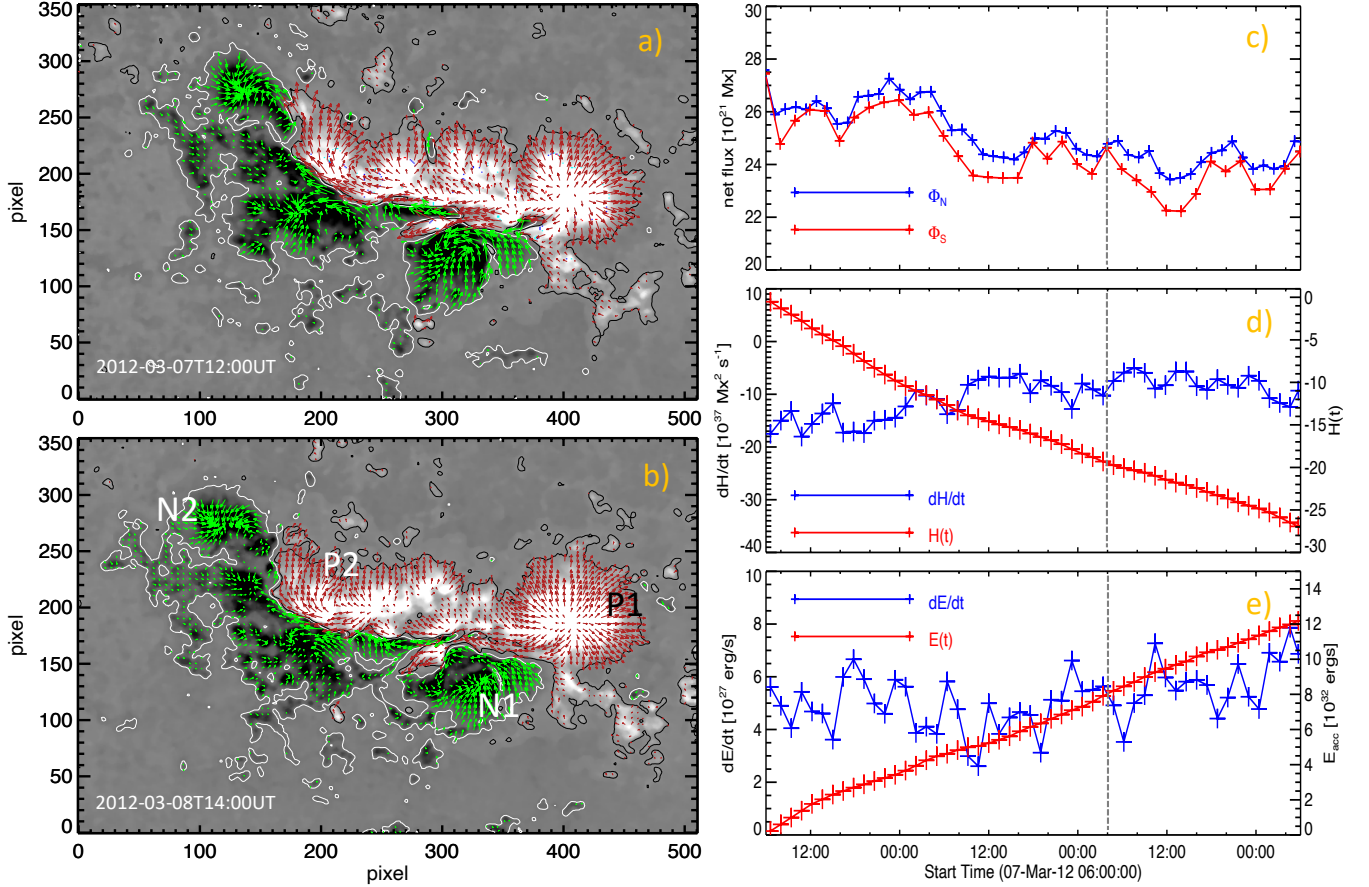 a)
350
300
250
200
150
100
50
0
pixel
2012-03-07T12:00UT
0 100 200 300 400 500
b)
N2
P2
P1
N1
350
300
250
200
150
100
50
0
pixel
2012-03-08T14:00UT
0 100 200 300 400 500
pixel
c)
30
28
26
24
22
20
net flux [10²¹ Mx]
Φ_N
Φ_S
d)
10
0
-10
-20
-30
-40
dH/dt [10³⁷ Mx² s⁻¹]
0
-5
-10
-15
-20
-25
-30
H(t)
dH/dt
H(t)
e)
10
8
6
4
2
0
dE/dt [10²⁷ erg/s]
14
12
10
8
6
4
2
0
E_acc [10³² ergs]
dE/dt
E(t)
12:00 00:00 12:00 00:00 12:00 00:00
Start Time (07-Mar-12 06:00:00)